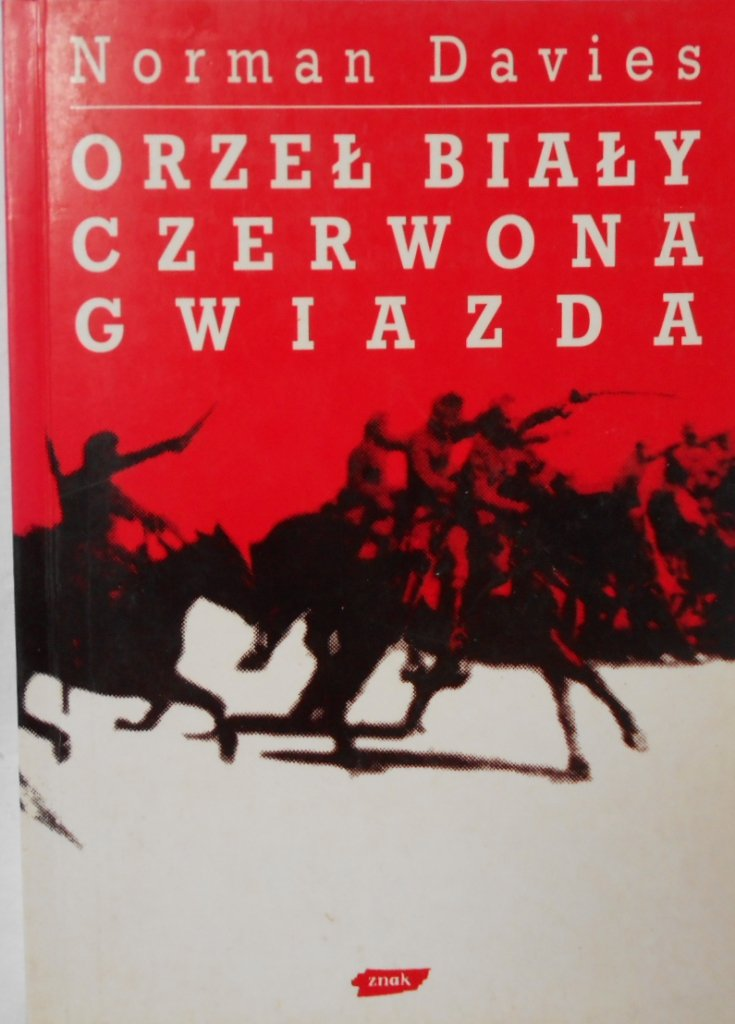 Norman Davies
ORZEŁ BIAŁY
CZERWONA
GWIAZDA
znak